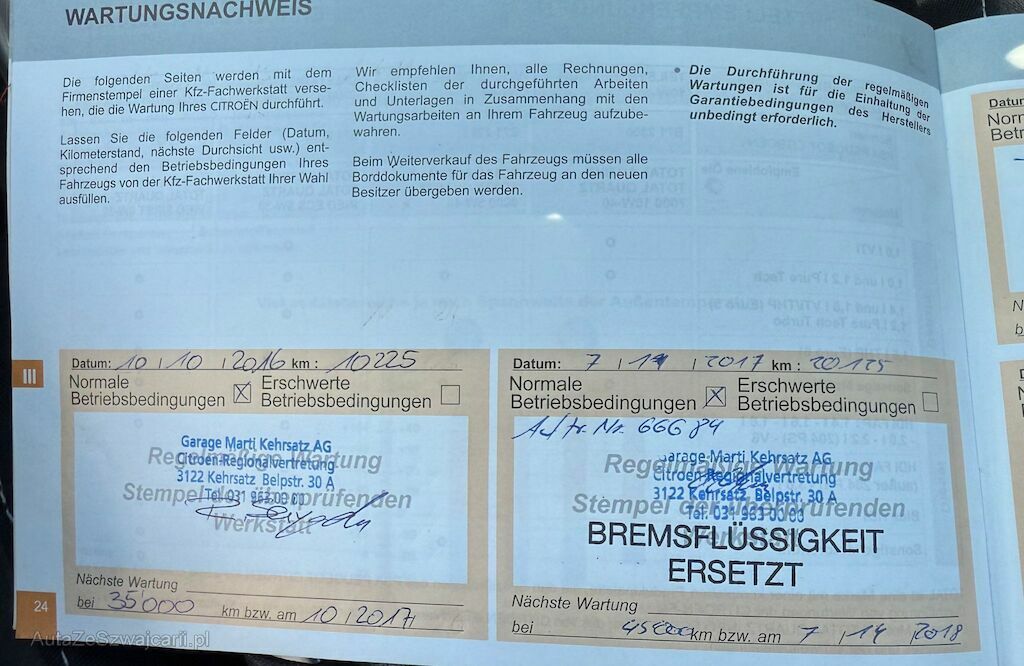 WARTUNGSNACHWEIS
Die folgenden Seiten werden mit dem
Firmenstempel einer Kfz-Fachwerkstatt verse-
hen, die die Wartung Ihres CITROËN durchführt.
Lassen Sie die folgenden Felder (Datum,
Kilometerstand, nächste Durchsicht usw.) ent-
sprechend den Betriebsbedingungen Ihres
Fahrzeugs von der Kfz-Fachwerkstatt Ihrer Wahl
ausfüllen.
Wir empfehlen Ihnen, alle Rechnungen,
Checklisten der durchgeführten Arbeiten
und Unterlagen in Zusammenhang mit den
Wartungsarbeiten an Ihrem Fahrzeug aufzube-
wahren.
Beim Weiterverkauf des Fahrzeugs müssen alle
Borddokumente für das Fahrzeug an den neuen
Besitzer übergeben werden.
• Die Durchführung der regelmäßigen
Wartungen ist für die Einhaltung der
Garantiebedingungen des Herstellers
unbedingt erforderlich.
III
Datum: 10 / 10 / 2016 km : 10225
Normale
Betriebsbedingungen
Erschwerte
Betriebsbedingungen
Garage Marti Kehrsatz AG
Regelmäßige Wartung
Citroën-Regionalvertretung
3122 Kehrsatz Belpstr. 30 A
Stempel der überprüfenden
Tel. 031 963 00 00
Werkstatt
Nächste Wartung
bei 35'000 km bzw. am 10 / 2017
Datum: 7 / 11 / 2017 km : 20125
Normale
Betriebsbedingungen
Erschwerte
Betriebsbedingungen
Nr. 66684
Garage Marti Kehrsatz AG
Regelmäßige Wartung
Citroën-Regionalvertretung
3122 Kehrsatz, Belpstr. 30 A
Stempel der überprüfenden
Tel. 031 963 00 00
Werkstatt
BREMSFLÜSSIGKEIT
ERSETZT
Nächste Wartung
bei 45000 km bzw. am 7 / 11 / 2018
24
AutaZeSzwajcarii.pl